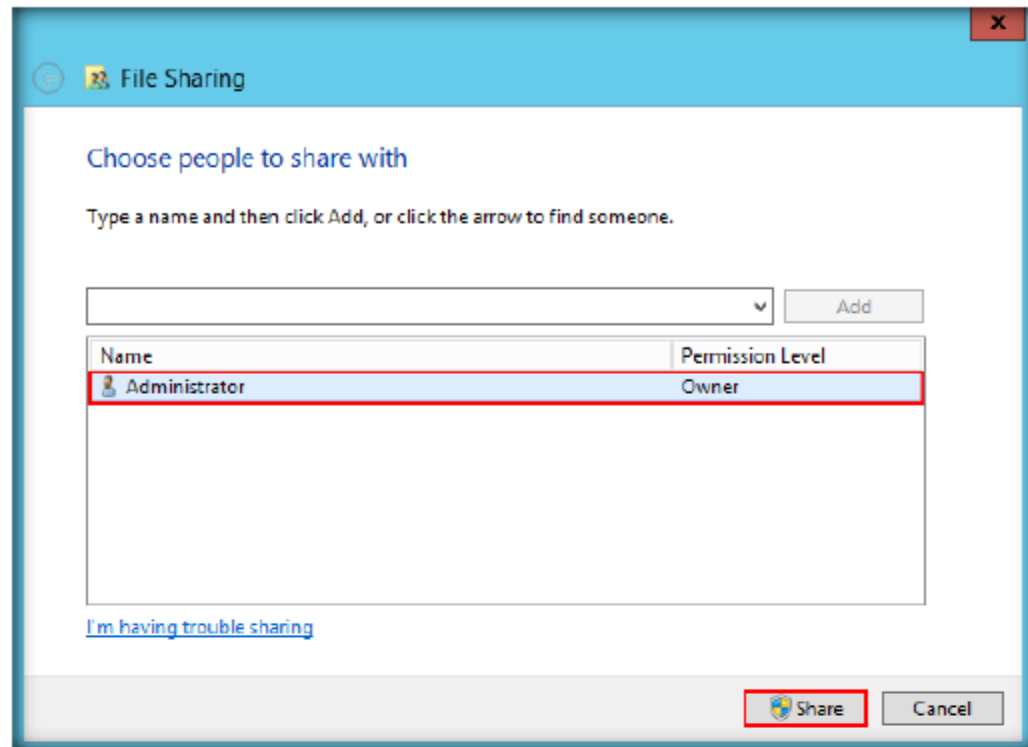 x
File Sharing
Choose people to share with
Type a name and then click Add, or click the arrow to find someone.
Add
Name Permission Level
Administrator Owner
I'm having trouble sharing
Share Cancel